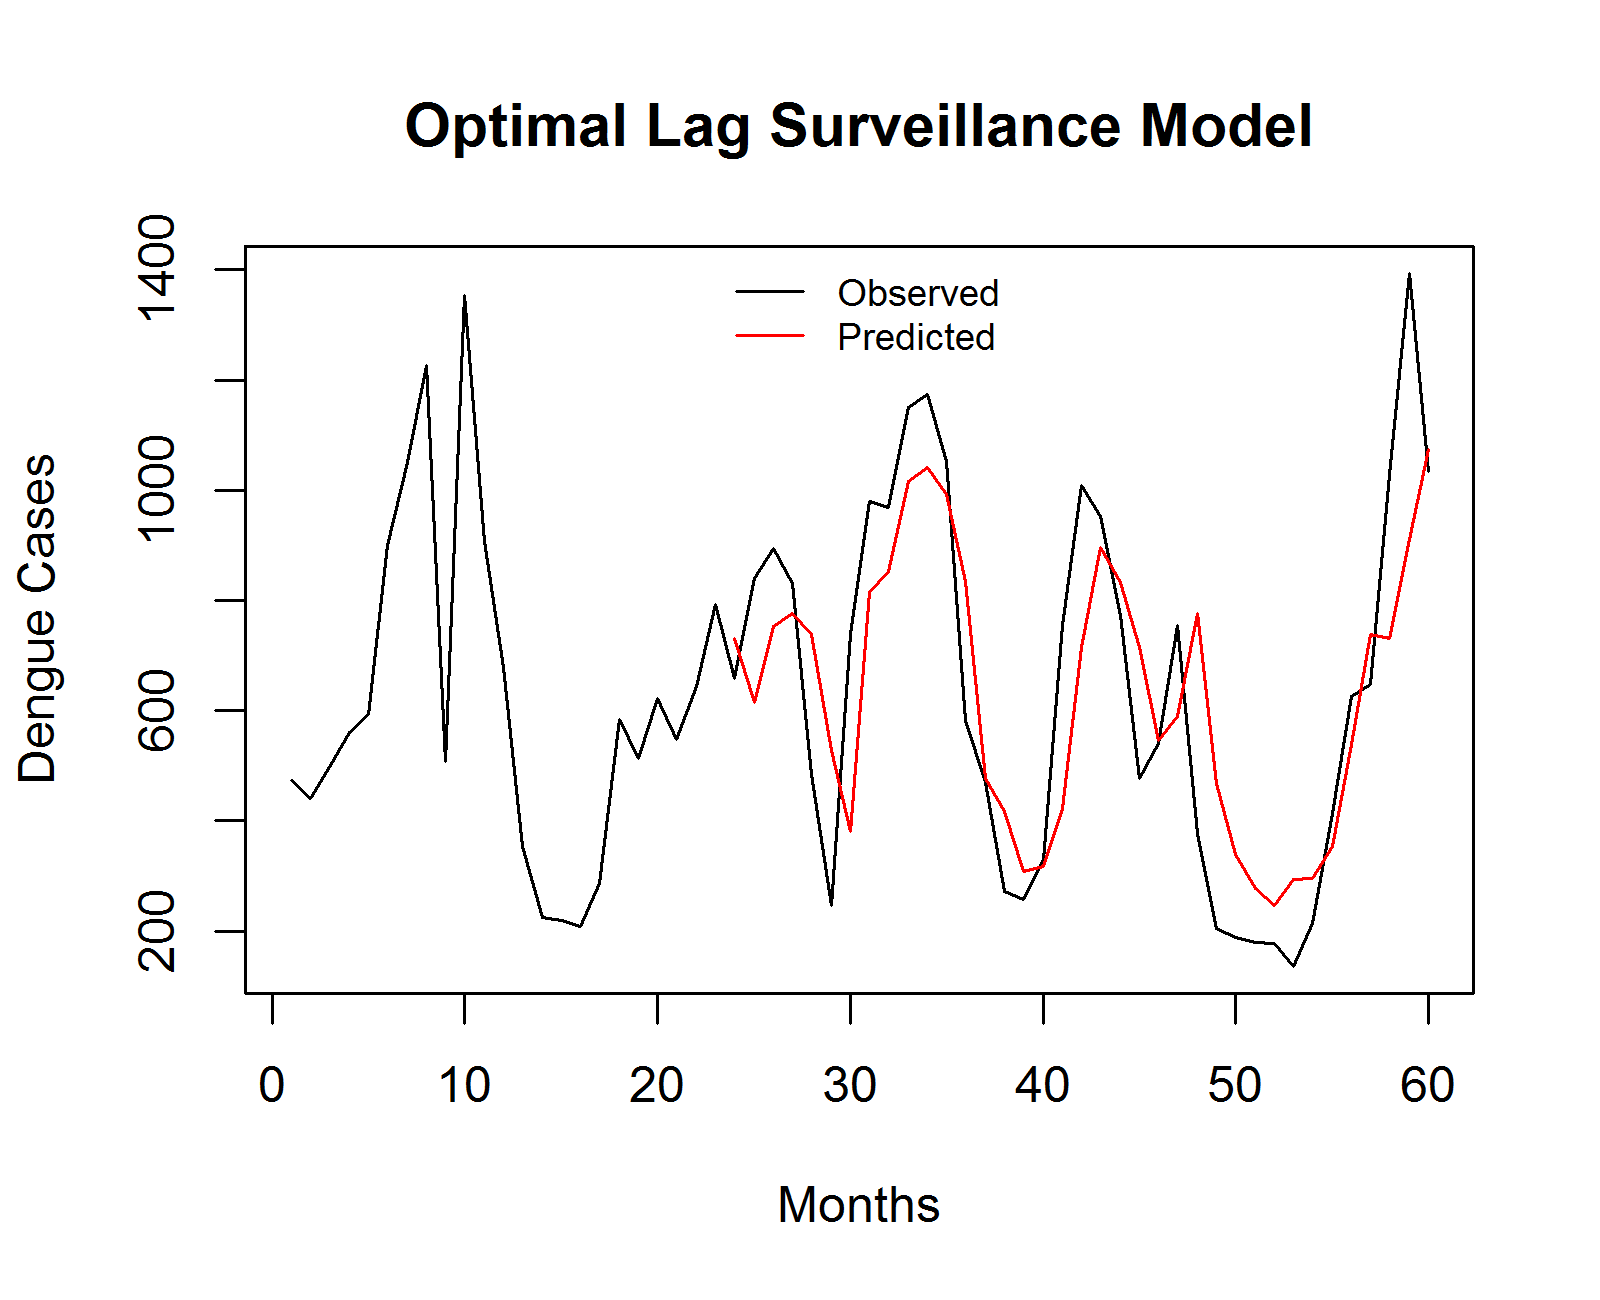 Optimal Lag Surveillance Model
Observed
Predicted
Dengue Cases
1400
1000
600
200
0 10 20 30 40 50 60
Months